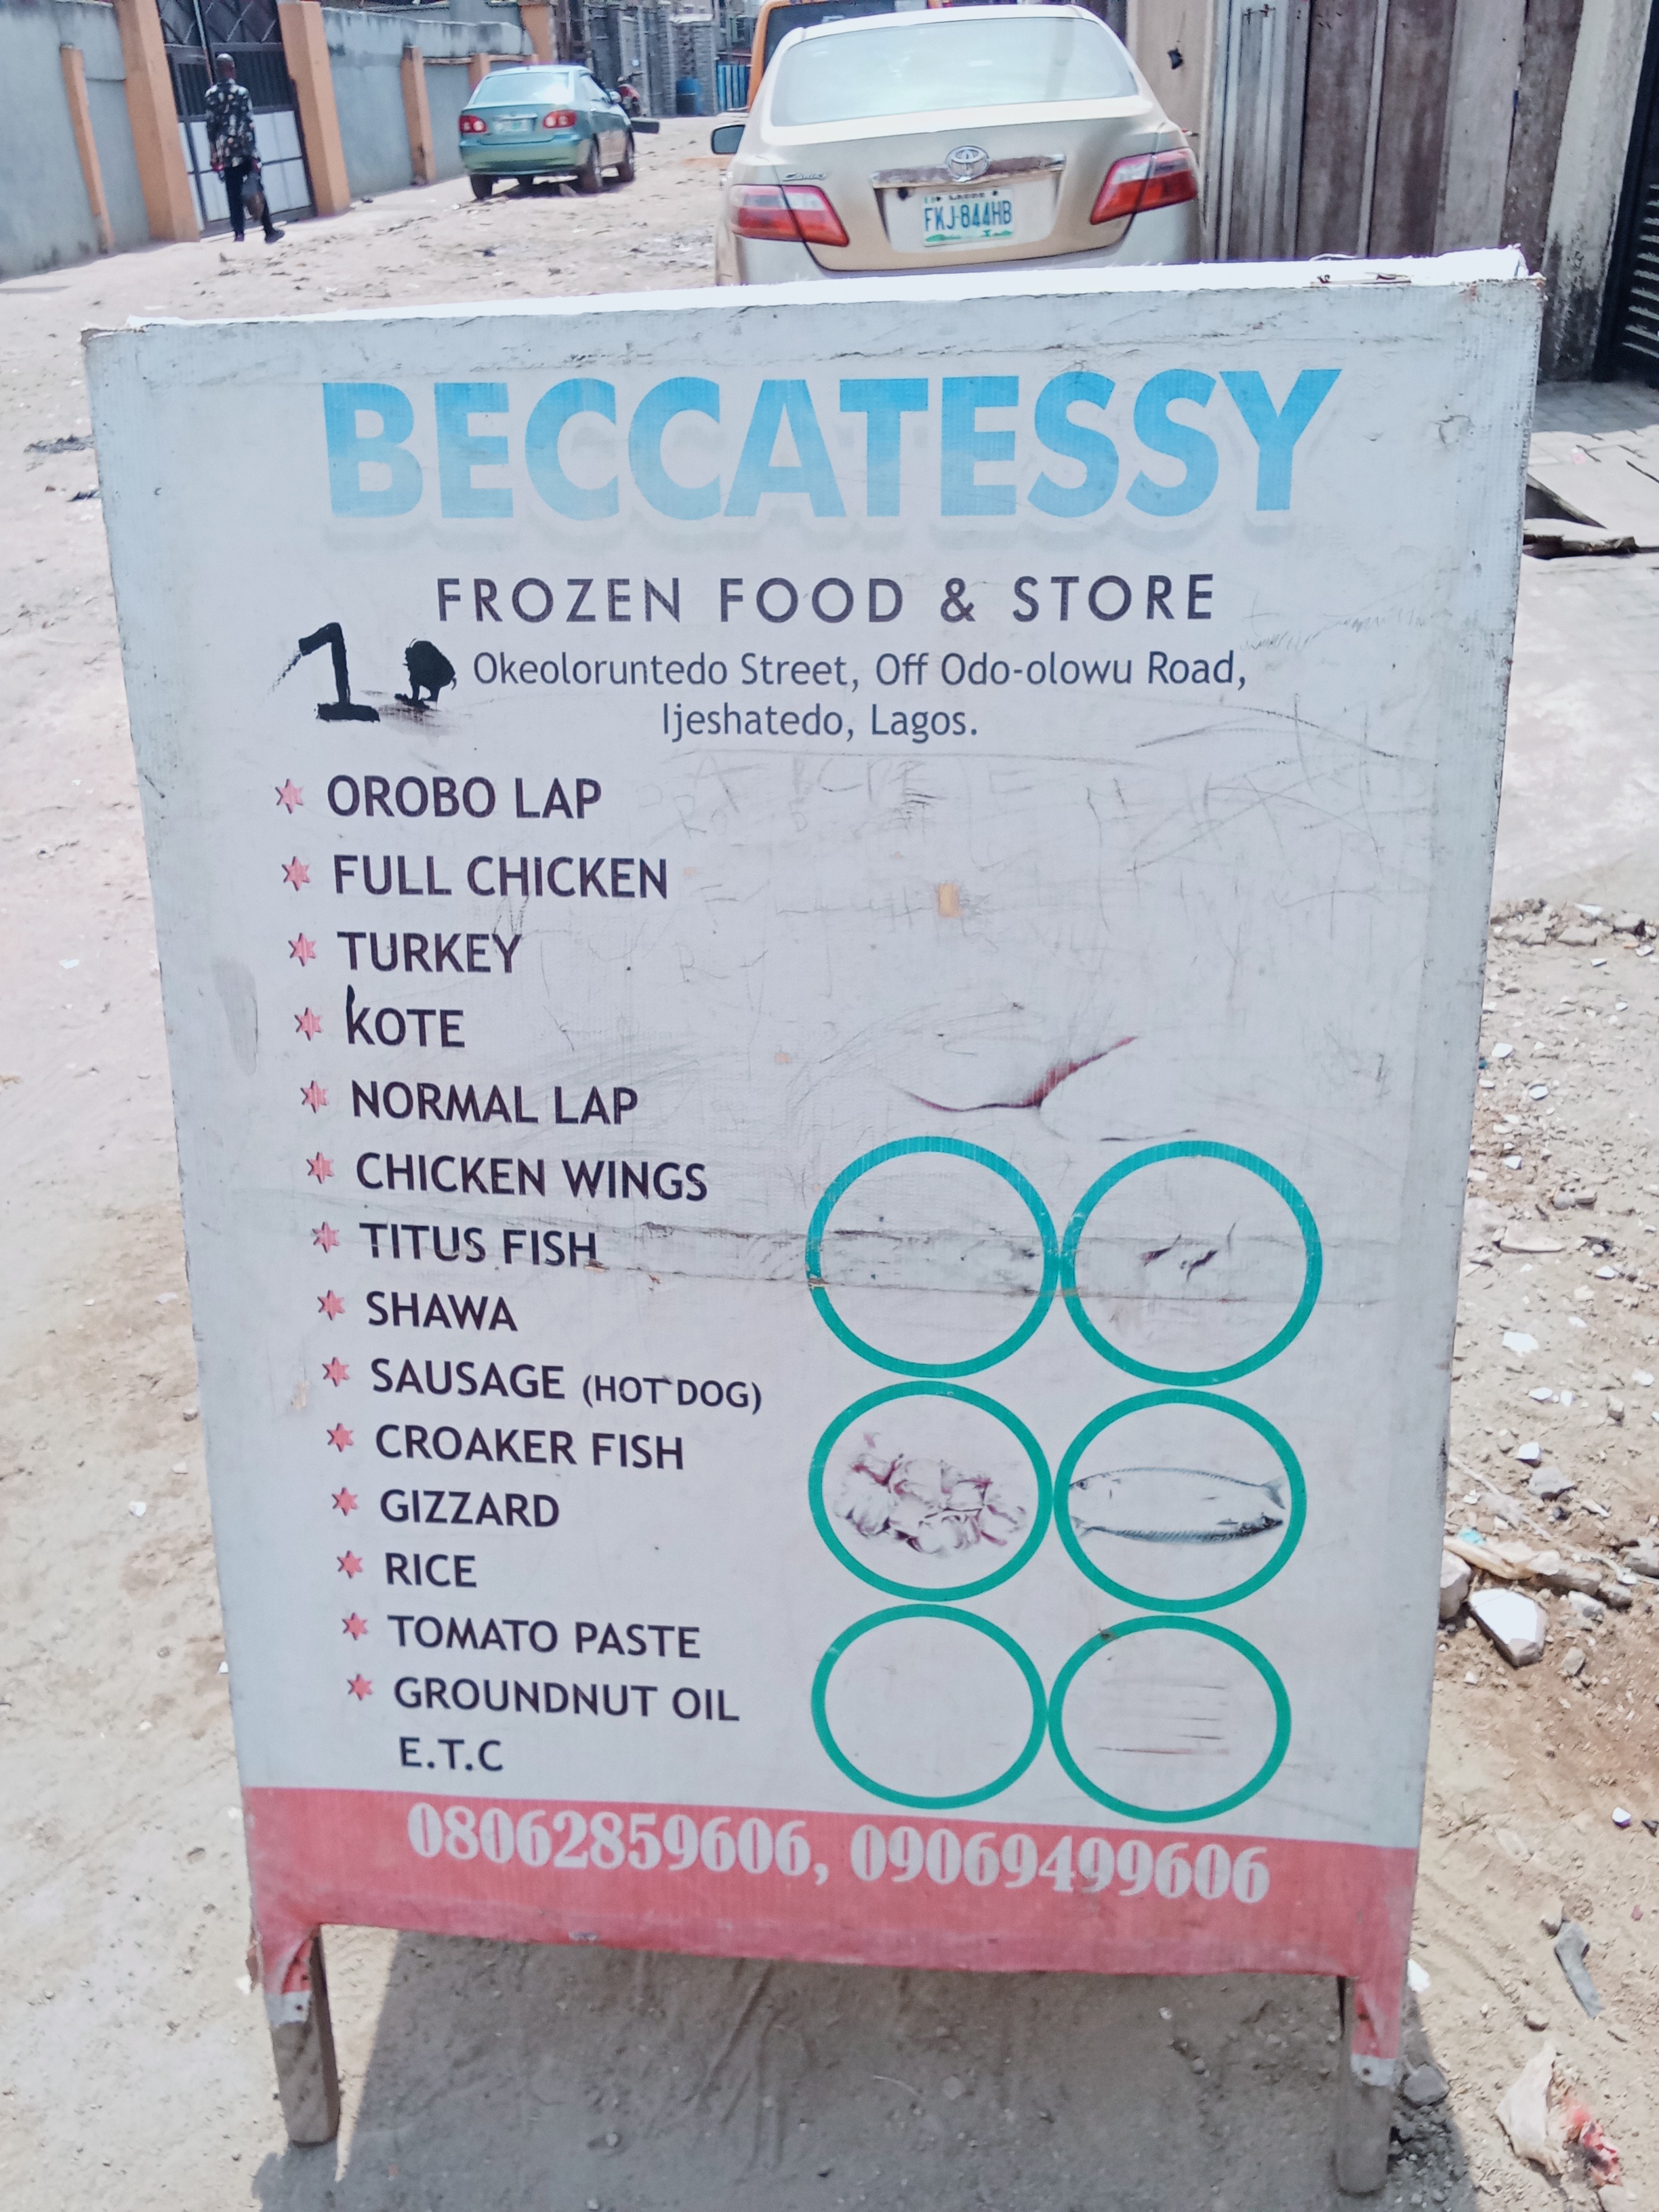 FKJ-844HB
BECCATESSY
FROZEN FOOD & STORE
1 Okeoloruntedo Street, Off Odo-olowu Road,
Ijeshatedo, Lagos.
OROBO LAP
FULL CHICKEN
TURKEY
KOTE
NORMAL LAP
CHICKEN WINGS
TITUS FISH
SHAWA
SAUSAGE (HOT DOG)
CROAKER FISH
GIZZARD
RICE
TOMATO PASTE
GROUNDNUT OIL
E.T.C
08062859606, 09069499606